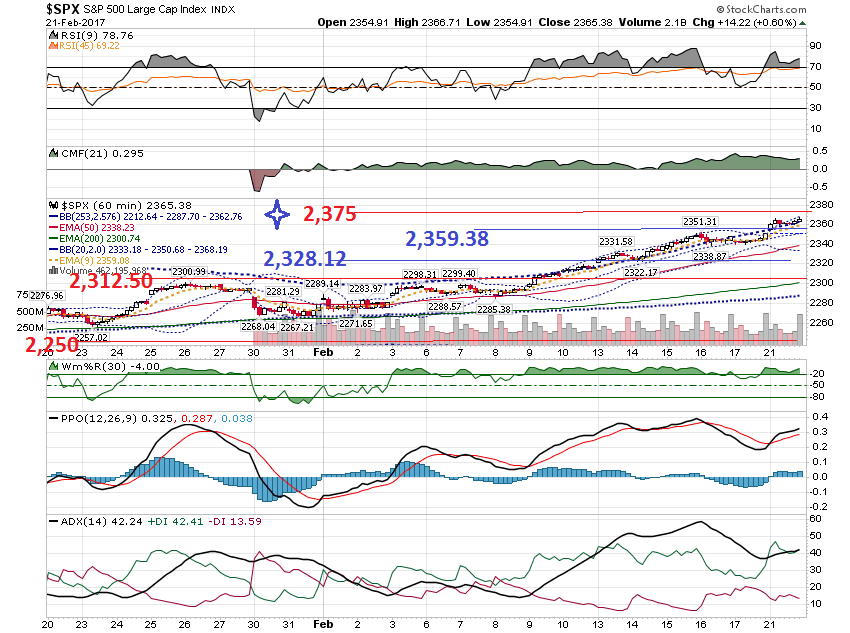 $SPX S&P 500 Large Cap Index INDX
© StockCharts.com
21-Feb-2017
Open 2354.91 High 2366.71 Low 2354.91 Close 2365.38 Volume 2.1B Chg +14.22 (+0.60%)
RSI(9) 78.76
RSI(45) 69.22
90
70
50
30
10
CMF(21) 0.295
0.5
0.0
-0.5
$SPX (60 min) 2365.38
BB(253,2.576) 2212.64 - 2287.70 - 2362.76
EMA(50) 2338.23
EMA(200) 2300.74
BB(20,2.0) 2333.18 - 2350.68 - 2368.19
EMA(9) 2359.08
Volume 462,195,968
2,375
2,359.38
2,328.12
2,312.50
2,250
2276.96
2257.02
2300.99
2268.04
2281.29
2267.21
2289.14
2271.65
2283.97
2298.31
2288.57
2299.40
2285.38
2331.58
2322.17
2351.31
2338.87
2380
2360
2340
2320
2300
2280
2260
500M
250M
20 23 24 25 26 27 30 31 Feb 2 3 6 7 8 9 10 13 14 15 16 17 21
Wm%R(30) -4.00
-20
-50
-80
PPO(12,26,9) 0.325, 0.287, 0.038
0.4
0.3
0.2
0.1
0.0
-0.1
-0.2
ADX(14) 42.24 +DI 42.41 -DI 13.59
60
50
40
30
20
10
20 23 24 25 26 27 30 31 Feb 2 3 6 7 8 9 10 13 14 15 16 17 21